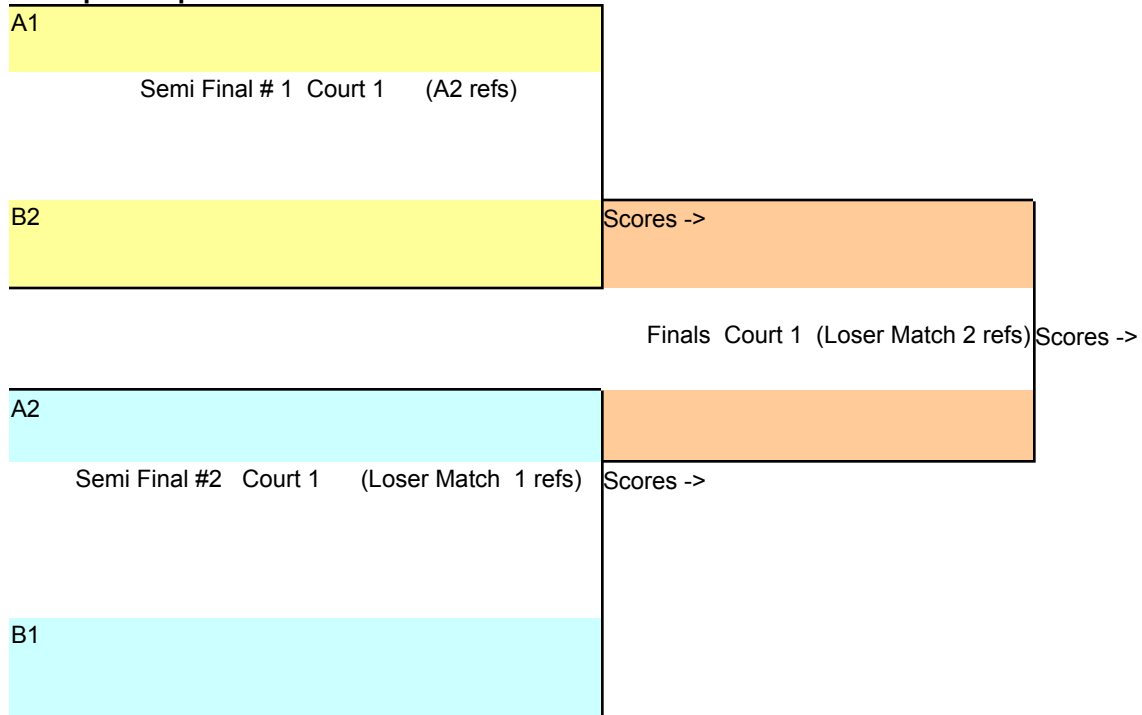 A1
Semi Final # 1 Court 1 (A2 refs)
B2
Scores ->
Finals Court 1 (Loser Match 2 refs)
Scores ->
A2
Semi Final #2 Court 1 (Loser Match 1 refs)
Scores ->
B1